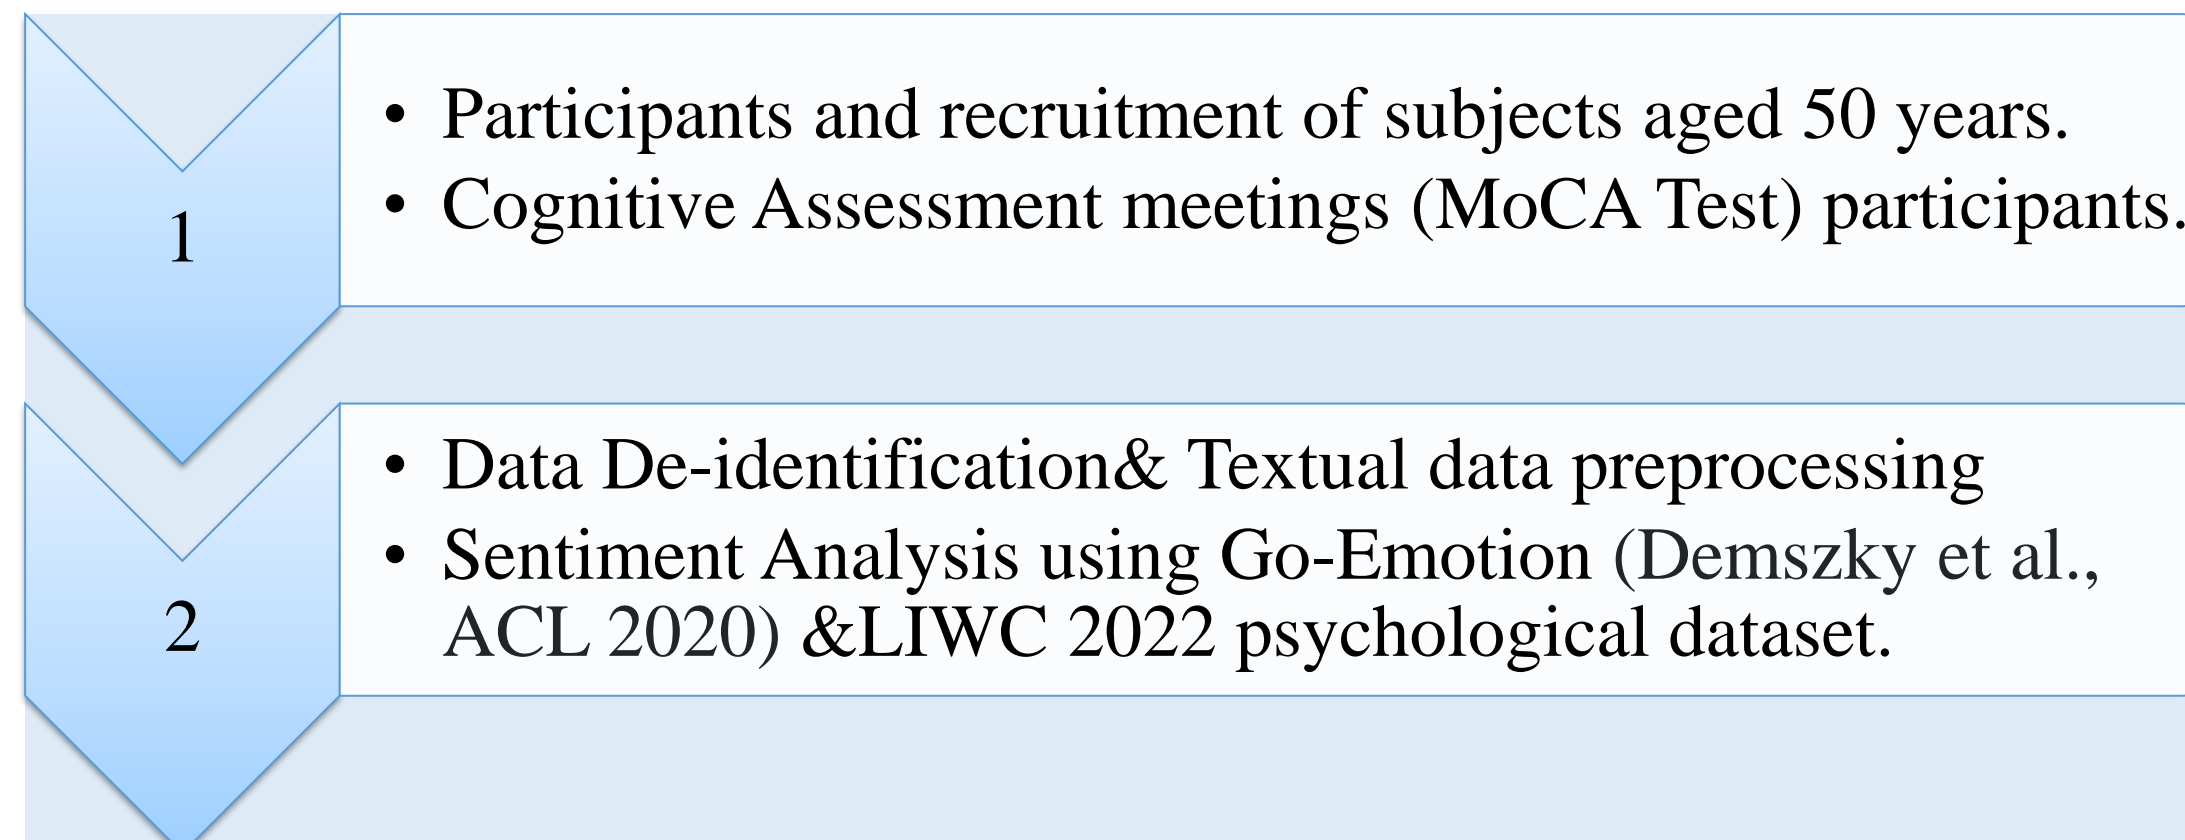 1
• Participants and recruitment of subjects aged 50 years.
• Cognitive Assessment meetings (MoCA Test) participants.
2
• Data De-identification& Textual data preprocessing
• Sentiment Analysis using Go-Emotion (Demszky et al.,
ACL 2020) &LIWC 2022 psychological dataset.